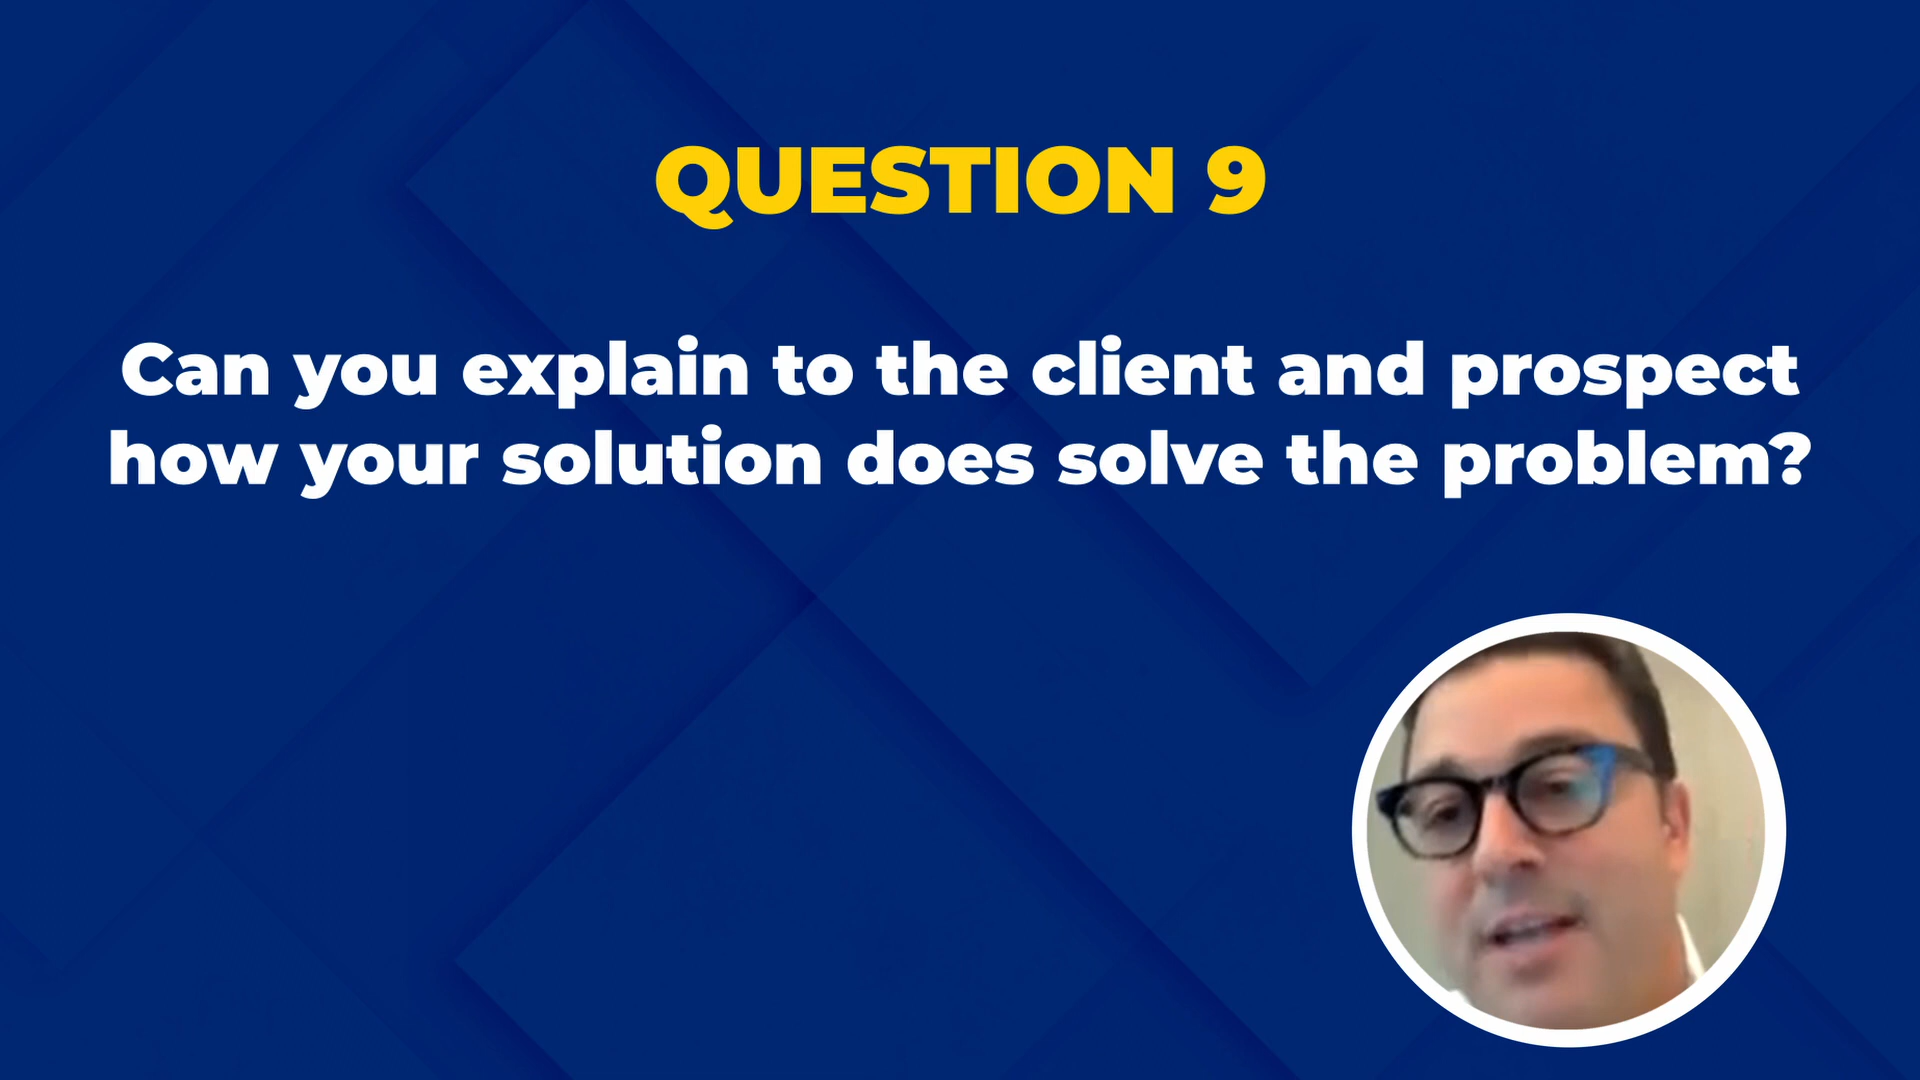 QUESTION 9
Can you explain to the client and prospect
how your solution does solve the problem?